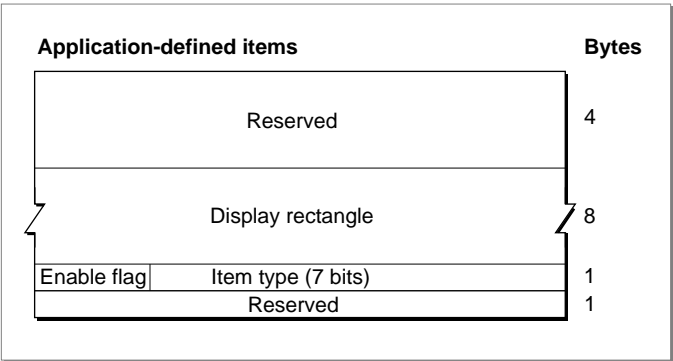 Application-defined items Bytes
Reserved 4
Display rectangle 8
Enable flag Item type (7 bits) 1
Reserved 1